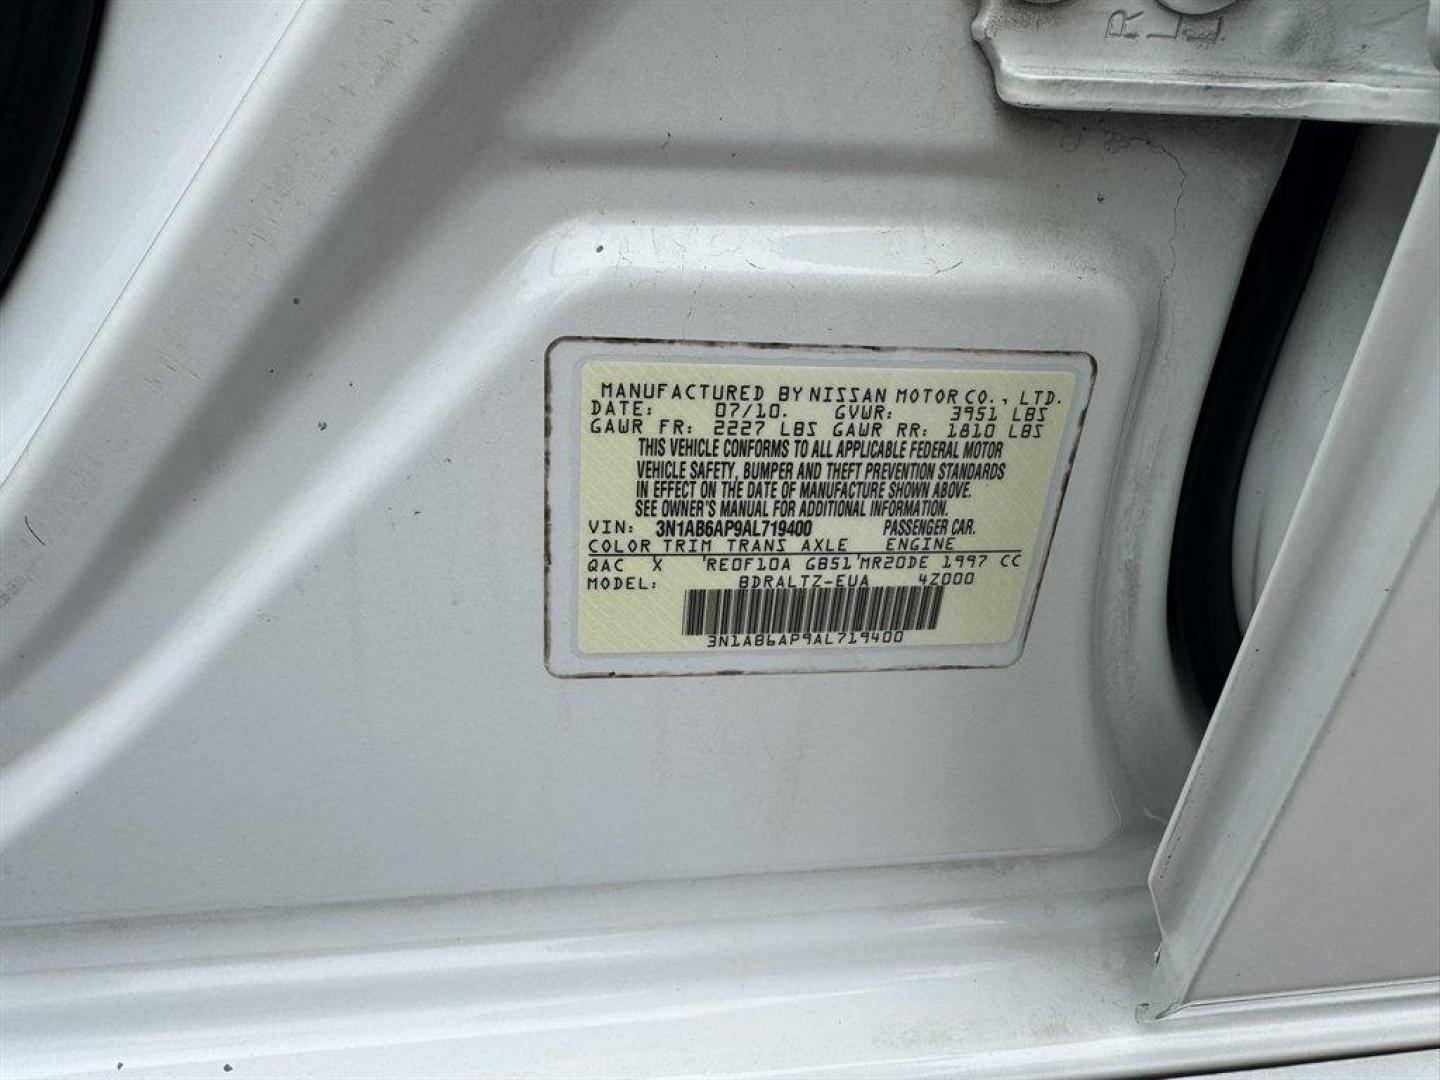 R
L
E
MANUFACTURED BY NISSAN MOTOR CO., LTD.
DATE: 07/10. GVWR: 3951 LBS
GAWR FR: 2227 LBS GAWR RR: 1810 LBS
THIS VEHICLE CONFORMS TO ALL APPLICABLE FEDERAL MOTOR
VEHICLE SAFETY, BUMPER AND THEFT PREVENTION STANDARDS
IN EFFECT ON THE DATE OF MANUFACTURE SHOWN ABOVE.
SEE OWNER'S MANUAL FOR ADDITIONAL INFORMATION.
VIN: 3N1AB6AP9AL719400 PASSENGER CAR.
COLOR TRIM TRANS AXLE ENGINE
QAC X 'RE0F10A GB51'MR20DE 1997 CC
MODEL: BDRALTZ-EUA 4Z000
3N1AB6AP9AL719400